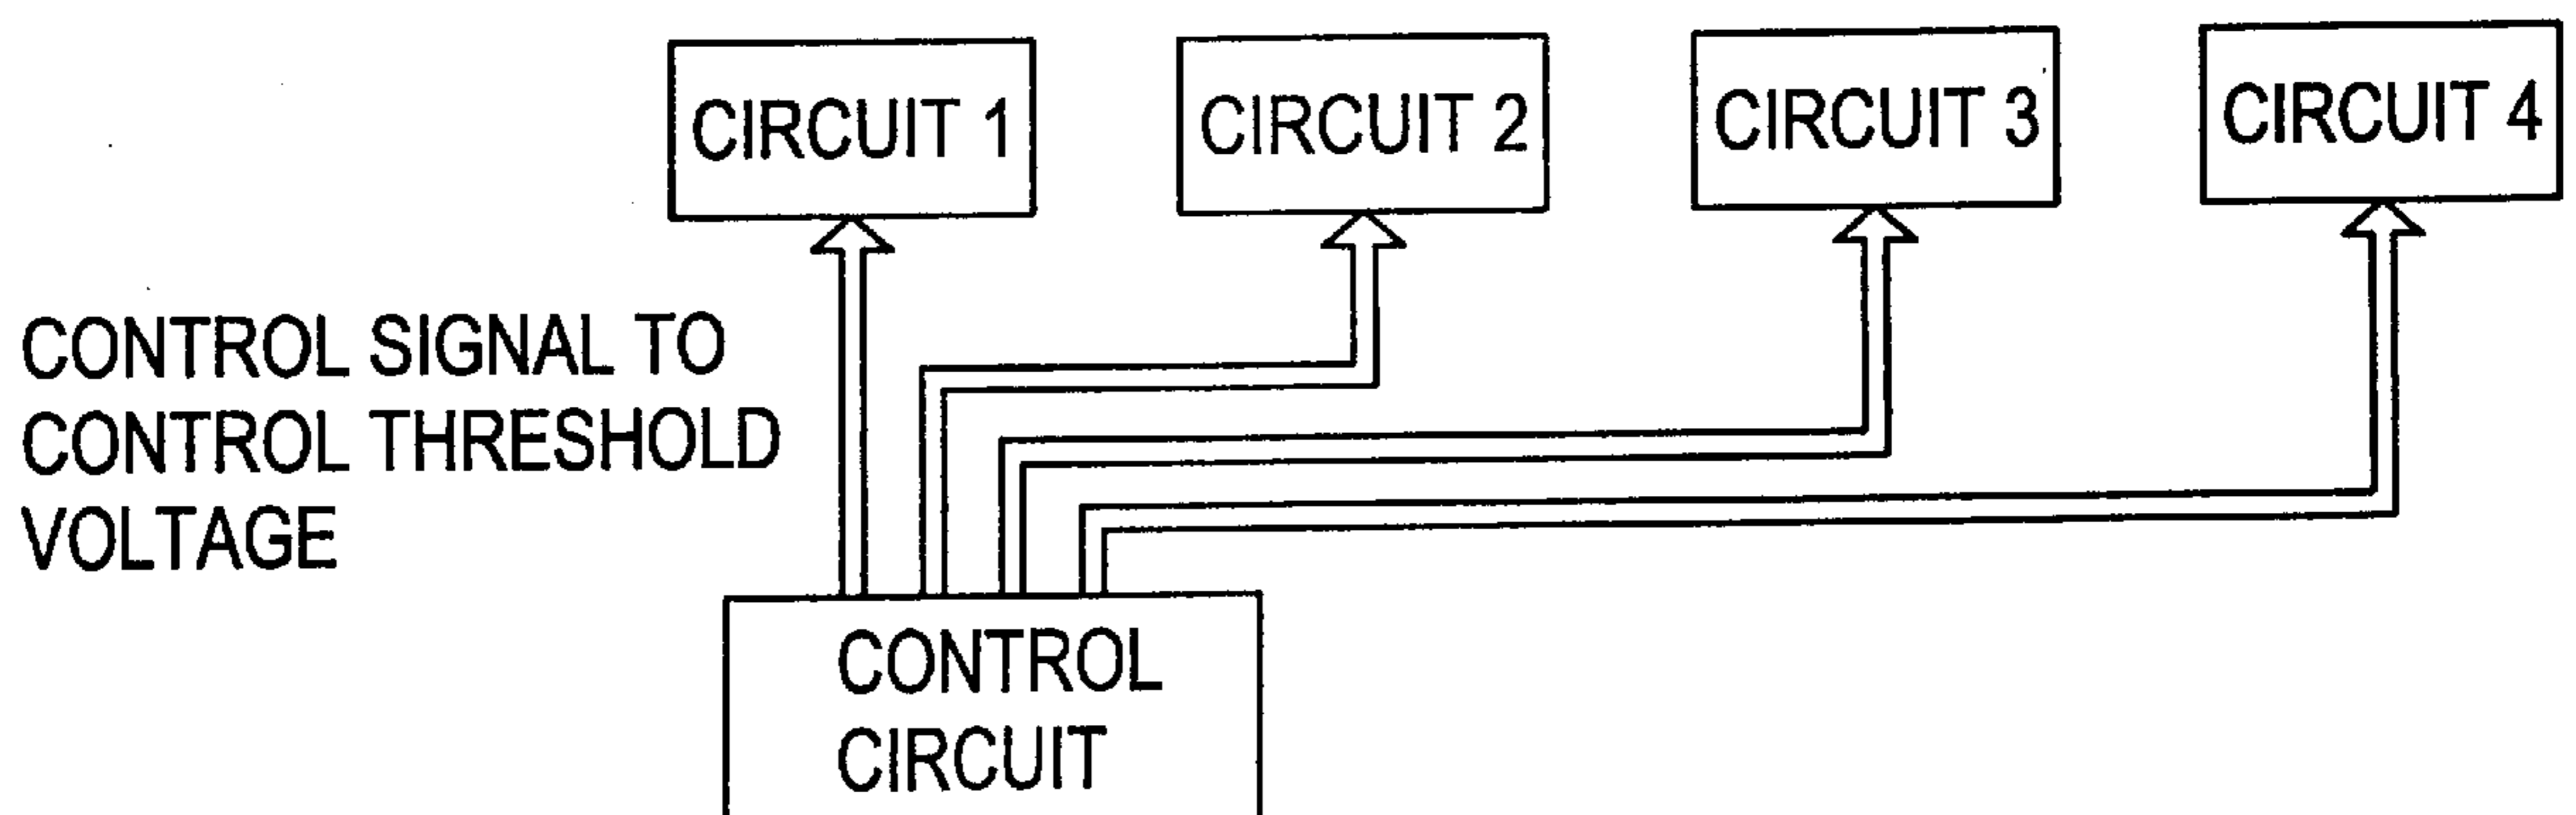 CIRCUIT 1
CIRCUIT 2
CIRCUIT 3
CIRCUIT 4
CONTROL SIGNAL TO
CONTROL THRESHOLD
VOLTAGE
CONTROL
CIRCUIT